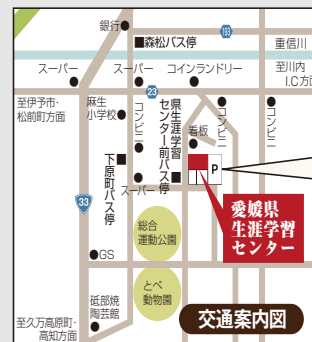 銀行
193
森松バス停
重信川
スーパー
スーパー
コインランドリー
至川内
I.C方面
23
至伊予市・
松前町方面
麻生
小学校
コンビニ
県生涯学習
センター前バス停
看板
コンビニ
コンビニ
下原町バス停
スーパー
P
33
愛媛県
生涯学習
センター
総合
運動公園
GS
とべ
動物園
砥部焼
陶芸館
至久万高原町・
高知方面
交通案内図